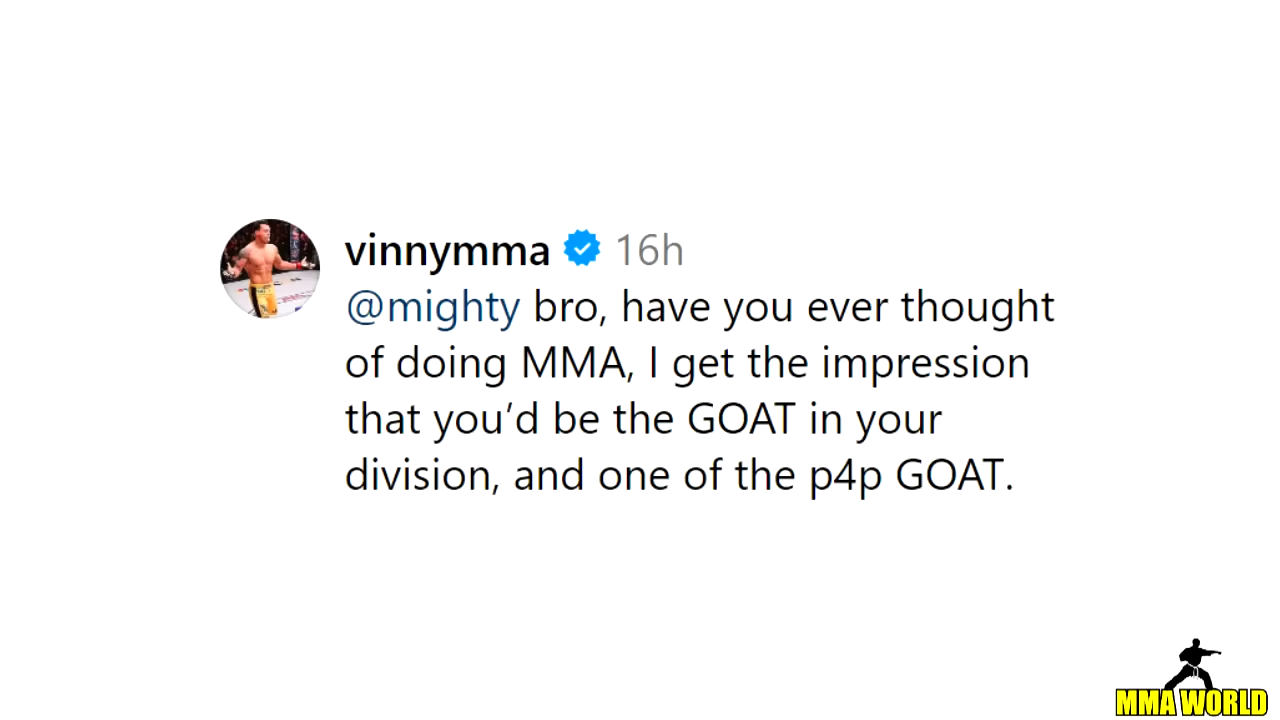 vinnymma 16h
@mighty bro, have you ever thought
of doing MMA, I get the impression
that you’d be the GOAT in your
division, and one of the p4p GOAT.
MMA WORLD